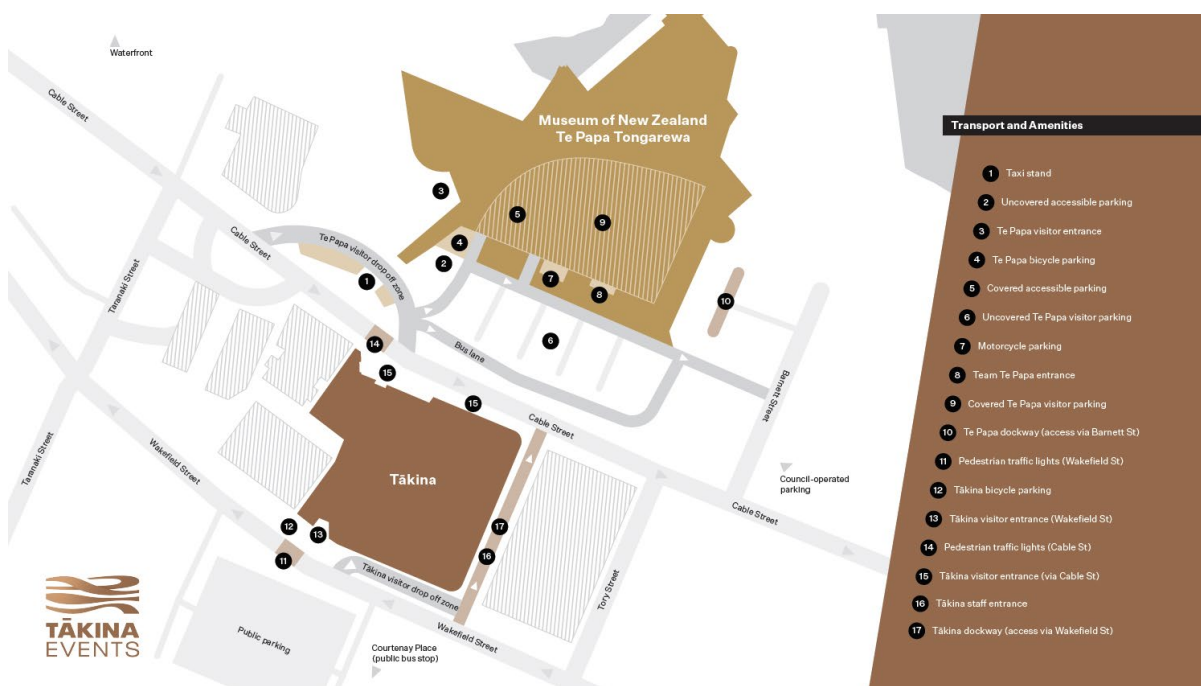 Waterfront
Cable Street
Museum of New Zealand
Te Papa Tongarewa
3
5
9
Te Papa visitor drop off zone
Cable Street
4
2
Taranaki Street
1
7
8
10
14
Bus lane
6
15
15
Barnett Street
Cable Street
Wakefield Street
Taranaki Street
Tākina
Council-operated
parking
Cable Street
12
13
17
11
16
Tākina visitor drop off zone
Tory Street
Wakefield Street
Public parking
Courtenay Place
(public bus stop)
TĀKINA
EVENTS
Transport and Amenities
1 Taxi stand
2 Uncovered accessible parking
3 Te Papa visitor entrance
4 Te Papa bicycle parking
5 Covered accessible parking
6 Uncovered Te Papa visitor parking
7 Motorcycle parking
8 Team Te Papa entrance
9 Covered Te Papa visitor parking
10 Te Papa dockway (access via Barnett St)
11 Pedestrian traffic lights (Wakefield St)
12 Tākina bicycle parking
13 Tākina visitor entrance (Wakefield St)
14 Pedestrian traffic lights (Cable St)
15 Tākina visitor entrance (via Cable St)
16 Tākina staff entrance
17 Tākina dockway (access via Wakefield St)